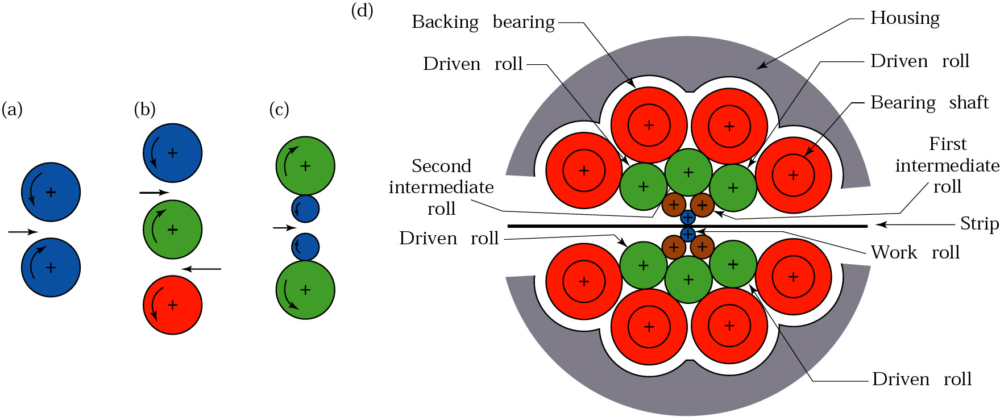 (a)
(b)
(c)
(d)
Backing bearing
Driven roll
Second
intermediate
roll
Driven roll
Housing
Driven roll
Bearing shaft
First
intermediate
roll
Strip
Work roll
Driven roll